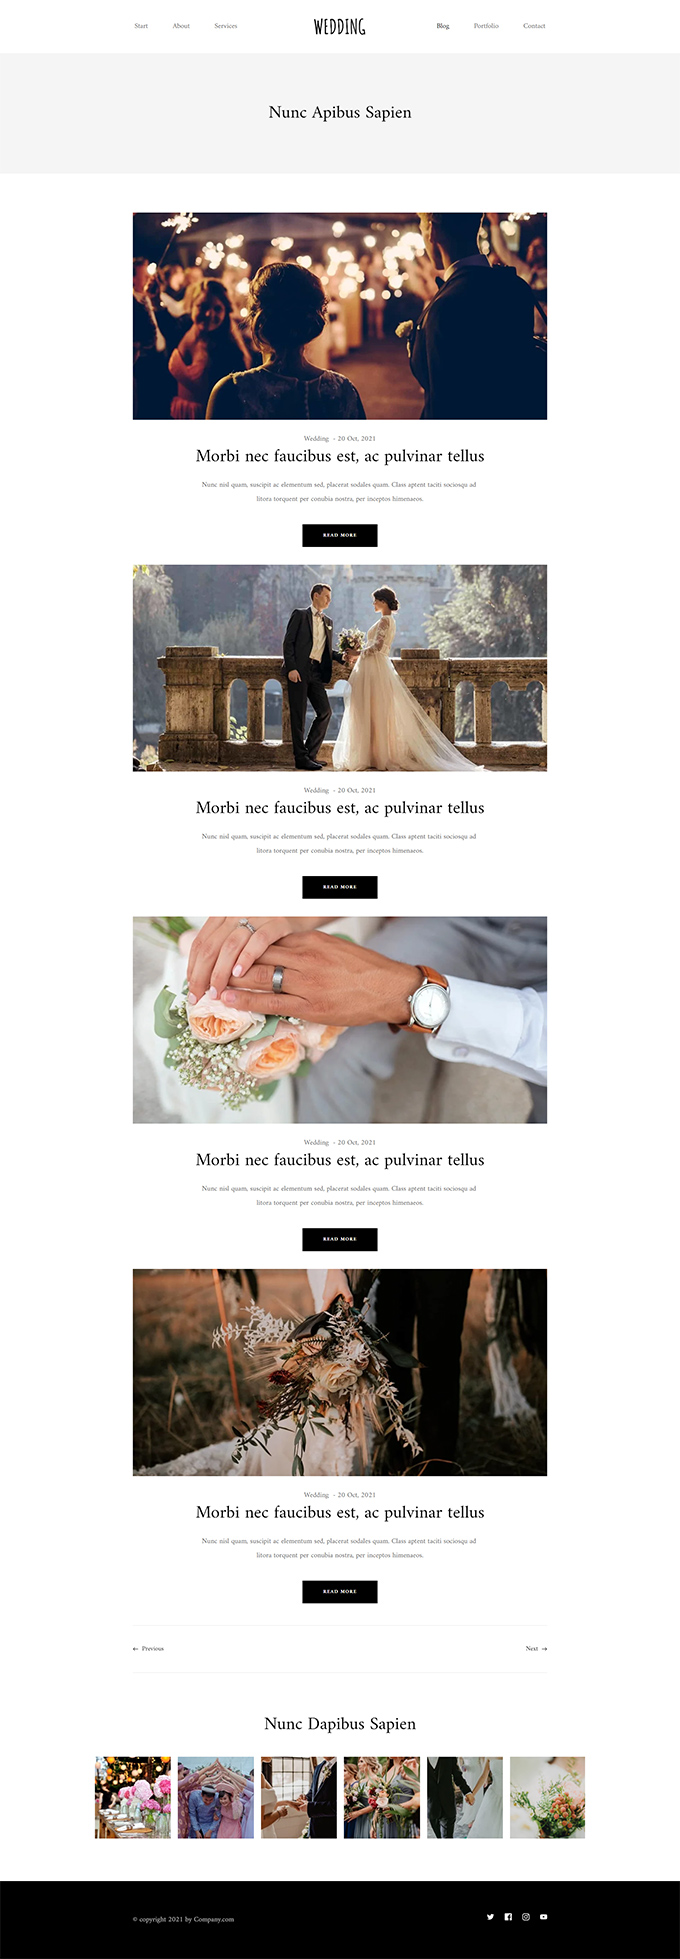 Start About Services WEDDING Blog Portfolio Contact
Nunc Apibus Sapien
Wedding - 20 Oct, 2021
Morbi nec faucibus est, ac pulvinar tellus
Nunc nisl quam, suscipit ac elementum sed, placerat sodales quam. Class aptent taciti sociosqu ad
litora torquent per conubia nostra, per inceptos himenaeos.
READ MORE
Wedding - 20 Oct, 2021
Morbi nec faucibus est, ac pulvinar tellus
Nunc nisl quam, suscipit ac elementum sed, placerat sodales quam. Class aptent taciti sociosqu ad
litora torquent per conubia nostra, per inceptos himenaeos.
READ MORE
Wedding - 20 Oct, 2021
Morbi nec faucibus est, ac pulvinar tellus
Nunc nisl quam, suscipit ac elementum sed, placerat sodales quam. Class aptent taciti sociosqu ad
litora torquent per conubia nostra, per inceptos himenaeos.
READ MORE
Wedding - 20 Oct, 2021
Morbi nec faucibus est, ac pulvinar tellus
Nunc nisl quam, suscipit ac elementum sed, placerat sodales quam. Class aptent taciti sociosqu ad
litora torquent per conubia nostra, per inceptos himenaeos.
READ MORE
← Previous Next →
Nunc Dapibus Sapien
© copyright 2021 by Company.com